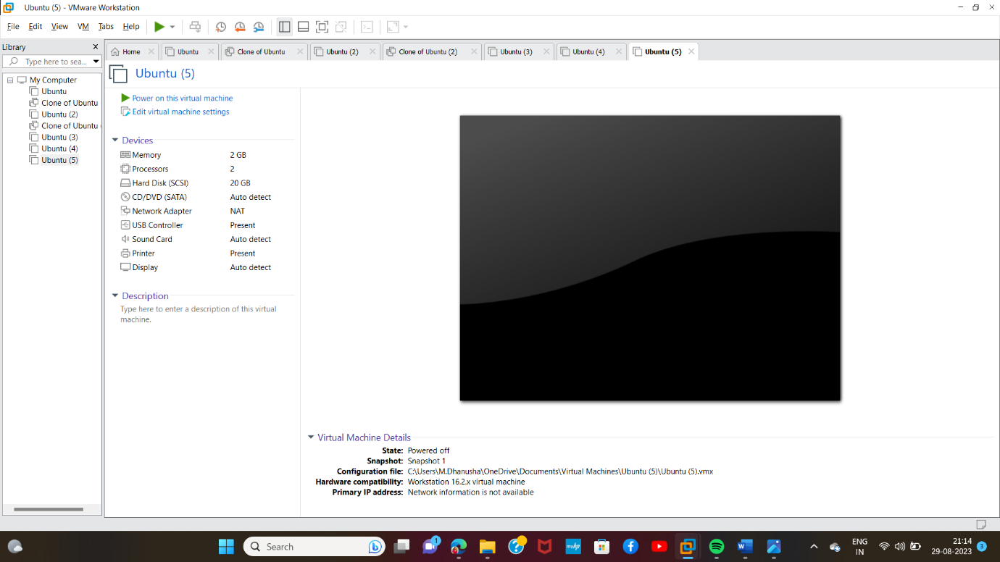 Ubuntu (5) - VMware Workstation
File Edit View VM Tabs Help
Library
Type here to sea...
My Computer
Ubuntu
Clone of Ubuntu
Ubuntu (2)
Clone of Ubuntu
Ubuntu (3)
Ubuntu (4)
Ubuntu (5)
Home Ubuntu Clone of Ubuntu Ubuntu (2) Clone of Ubuntu (2) Ubuntu (3) Ubuntu (4) Ubuntu (5)
Ubuntu (5)
Power on this virtual machine
Edit virtual machine settings
Devices
Memory 2 GB
Processors 2
Hard Disk (SCSI) 20 GB
CD/DVD (SATA) Auto detect
Network Adapter NAT
USB Controller Present
Sound Card Auto detect
Printer Present
Display Auto detect
Description
Type here to enter a description of this virtual
machine.
Virtual Machine Details
State: Powered off
Snapshot: Snapshot 1
Configuration file: C:\Users\M.Dhanusha\OneDrive\Documents\Virtual Machines\Ubuntu (5)\Ubuntu (5).vmx
Hardware compatibility: Workstation 16.2.x virtual machine
Primary IP address: Network information is not available
Search
1
myhp
ENG
IN
21:14
29-08-2023
3